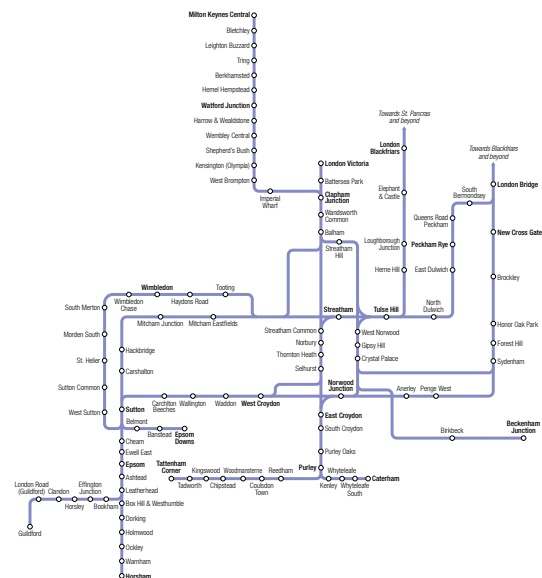 Milton Keynes Central
Bletchley
Leighton Buzzard
Tring
Berkhamsted
Hemel Hempstead
Watford Junction
Harrow & Wealdstone
Wembley Central
Shepherd's Bush
Kensington (Olympia)
West Brompton
Imperial
Wharf
London Victoria
Battersea Park
Clapham
Junction
Wandsworth
Common
Balham
Streatham
Hill
Towards St. Pancras
and beyond
London
Blackfriars
Elephant
& Castle
Loughborough
Junction
Herne Hill
Towards Blackfriars
and beyond
London Bridge
South
Bermondsey
Queens Road
Peckham
Peckham Rye
East Dulwich
North
Dulwich
New Cross Gate
Brockley
Honor Oak Park
Forest Hill
Sydenham
Wimbledon
Tooting
Wimbledon
Chase
Haydons Road
South Merton
Morden South
St. Helier
Sutton Common
West Sutton
Mitcham Junction
Mitcham Eastfields
Streatham
Tulse Hill
Hackbridge
Carshalton
Streatham Common
Norbury
Thornton Heath
Selhurst
West Norwood
Gipsy Hill
Crystal Palace
Norwood
Junction
Anerley
Penge West
Birkbeck
Beckenham
Junction
Sutton
Carchlton
Beeches
Wallington
Waddon
West Croydon
Belmont
Banstead
Epsom
Downs
East Croydon
South Croydon
Purley Oaks
Purley
Cheam
Ewell East
Epsom
Ashtead
Leatherhead
Box Hill & Westhumble
Dorking
Holmwood
Ockley
Warnham
Horsham
Tattenham
Corner
Tadworth
Kingswood
Chipstead
Woodmansterne
Coulsdon
Town
Reedham
Kenley
Whyteleafe
Whyteleafe
South
Caterham
London Road
(Guildford)
Clandon
Horsley
Effington
Junction
Bookham
Guildford